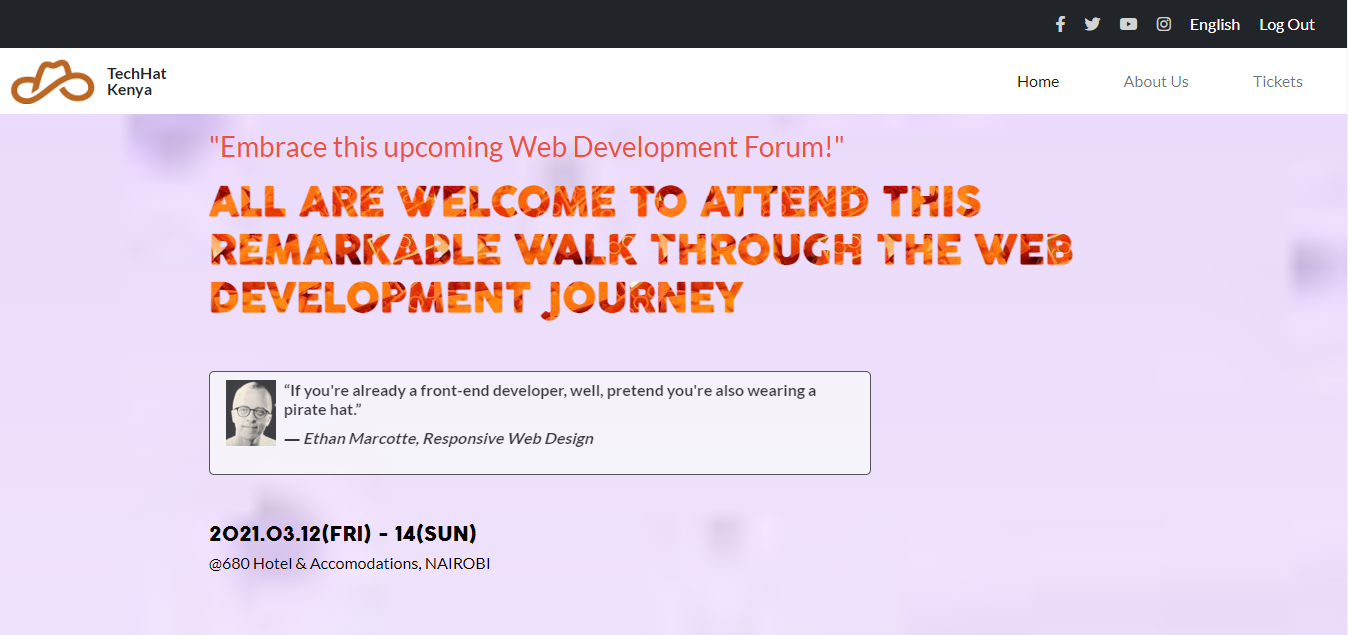 English Log Out
TechHat
Kenya
Home About Us Tickets
"Embrace this upcoming Web Development Forum!"
ALL ARE WELCOME TO ATTEND THIS
REMARKABLE WALK THROUGH THE WEB
DEVELOPMENT JOURNEY
“If you're already a front-end developer, well, pretend you're also wearing a
pirate hat.”
― Ethan Marcotte, Responsive Web Design
2021.03.12(FRI) - 14(SUN)
@680 Hotel & Accomodations, NAIROBI